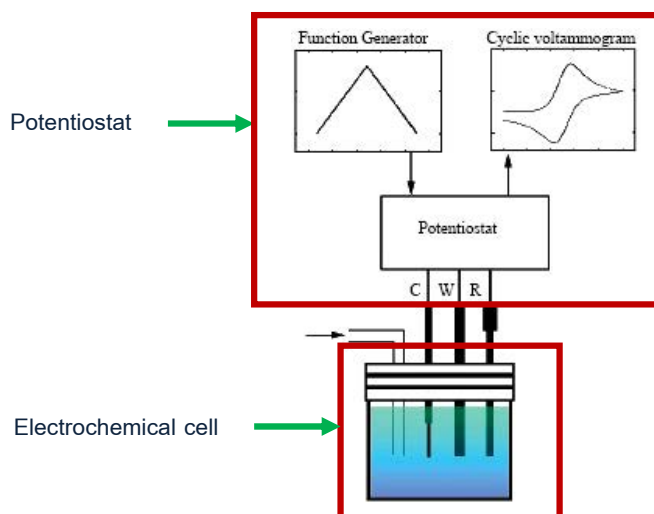 Function Generator
Cyclic voltammogram
Potentiostat
Potentiostat
C W R
Electrochemical cell